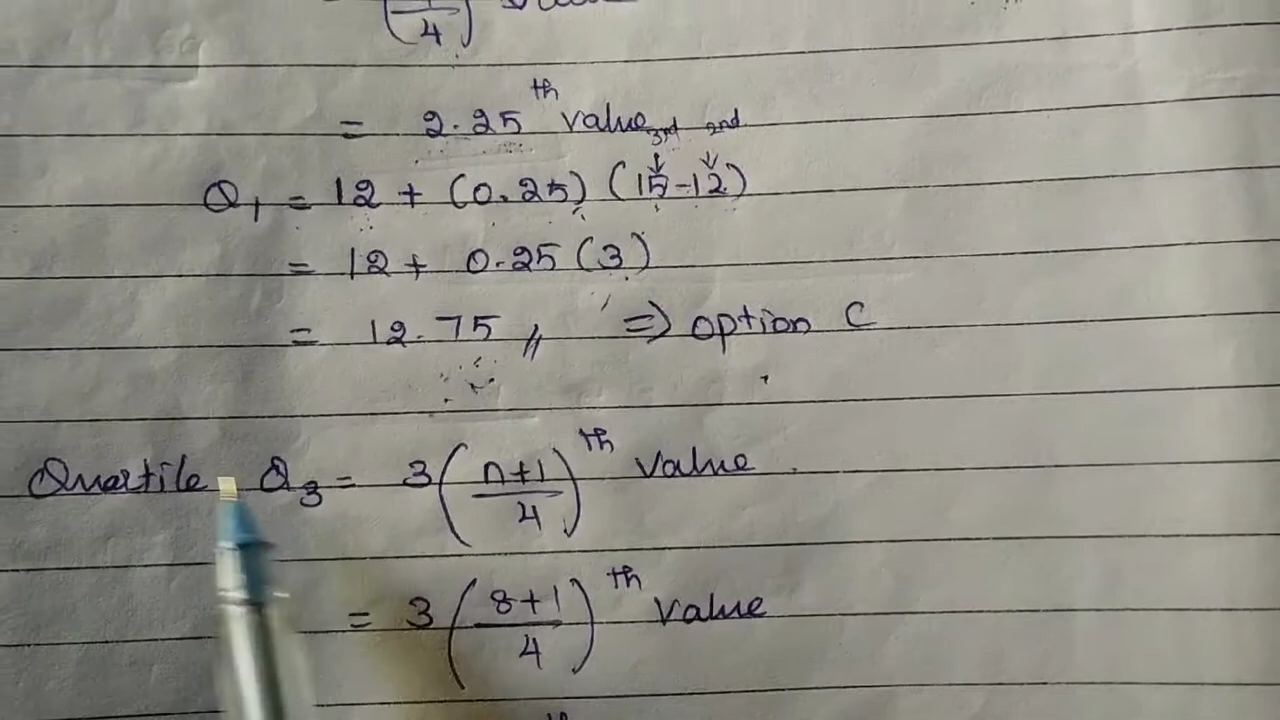 4
= 2.25th value
3rd 2nd
Q1 = 12 + (0.25) (15-12)
= 12 + 0.25 (3)
= 12.75 // => option C
Quartile Q3 = 3(n+1/4)th value
= 3(8+1/4)th value